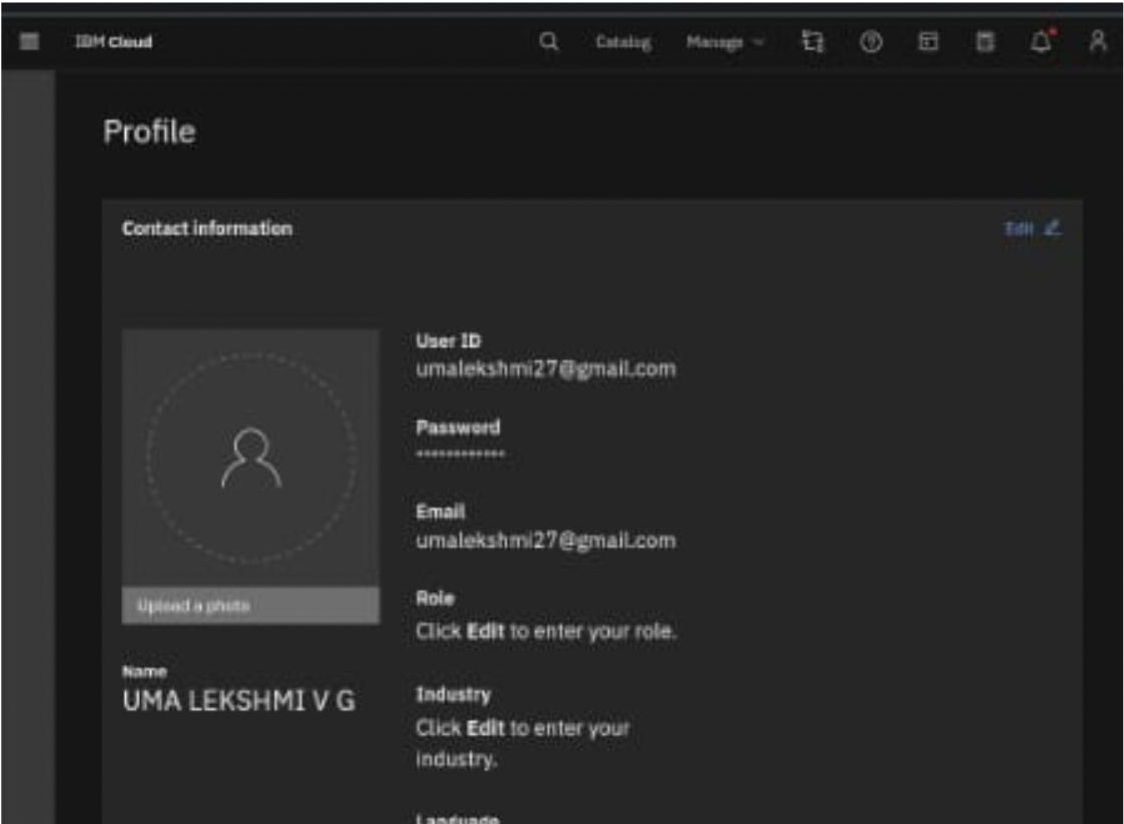 IBM Cloud
Catalog
Manage
Profile
Contact information
Edit
User ID
umalekshmi27@gmail.com
Password
************
Email
umalekshmi27@gmail.com
Upload a photo
Role
Click Edit to enter your role.
Name
UMA LEKSHMI V G
Industry
Click Edit to enter your
industry.
Language